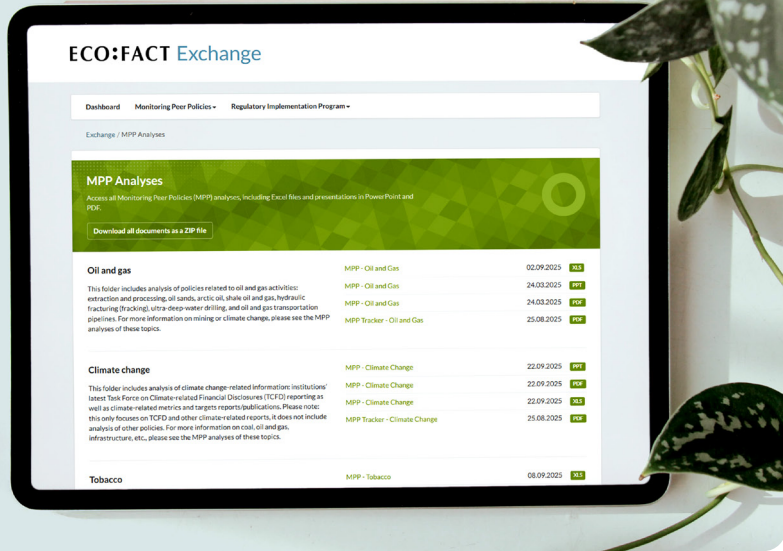 ECO:FACT Exchange
Dashboard Monitoring Peer Policies Regulatory Implementation Program
Exchange / MPP Analyses
MPP Analyses
Access all Monitoring Peer Policies (MPP) analyses, including Excel files and presentations in PowerPoint and
PDF.
Download all documents as a ZIP file
Oil and gas
This folder includes analysis of policies related to oil and gas activities:
extraction and processing, oil sands, arctic oil, shale oil and gas, hydraulic
fracturing (fracking), ultra-deep-water drilling, and oil and gas transportation
pipelines. For more information on mining or climate change, please see the MPP
analyses of these topics.
MPP - Oil and Gas 02.09.2025 XLS
MPP - Oil and Gas 24.03.2025 PPT
MPP - Oil and Gas 24.03.2025 PDF
MPP Tracker - Oil and Gas 25.08.2025 PDF
Climate change
This folder includes analysis of climate change-related information: institutions'
latest Task Force on Climate-related Financial Disclosures (TCFD) reporting as
well as climate-related metrics and targets reports/publications. Please note:
this only focuses on TCFD and other climate-related reports, it does not include
analysis of other policies. For more information on coal, oil and gas,
infrastructure, etc., please see the MPP analyses of these topics.
MPP - Climate Change 22.09.2025 PPT
MPP - Climate Change 22.09.2025 PDF
MPP - Climate Change 22.09.2025 XLS
MPP Tracker - Climate Change 25.08.2025 PDF
Tobacco
MPP - Tobacco 08.09.2025 XLS